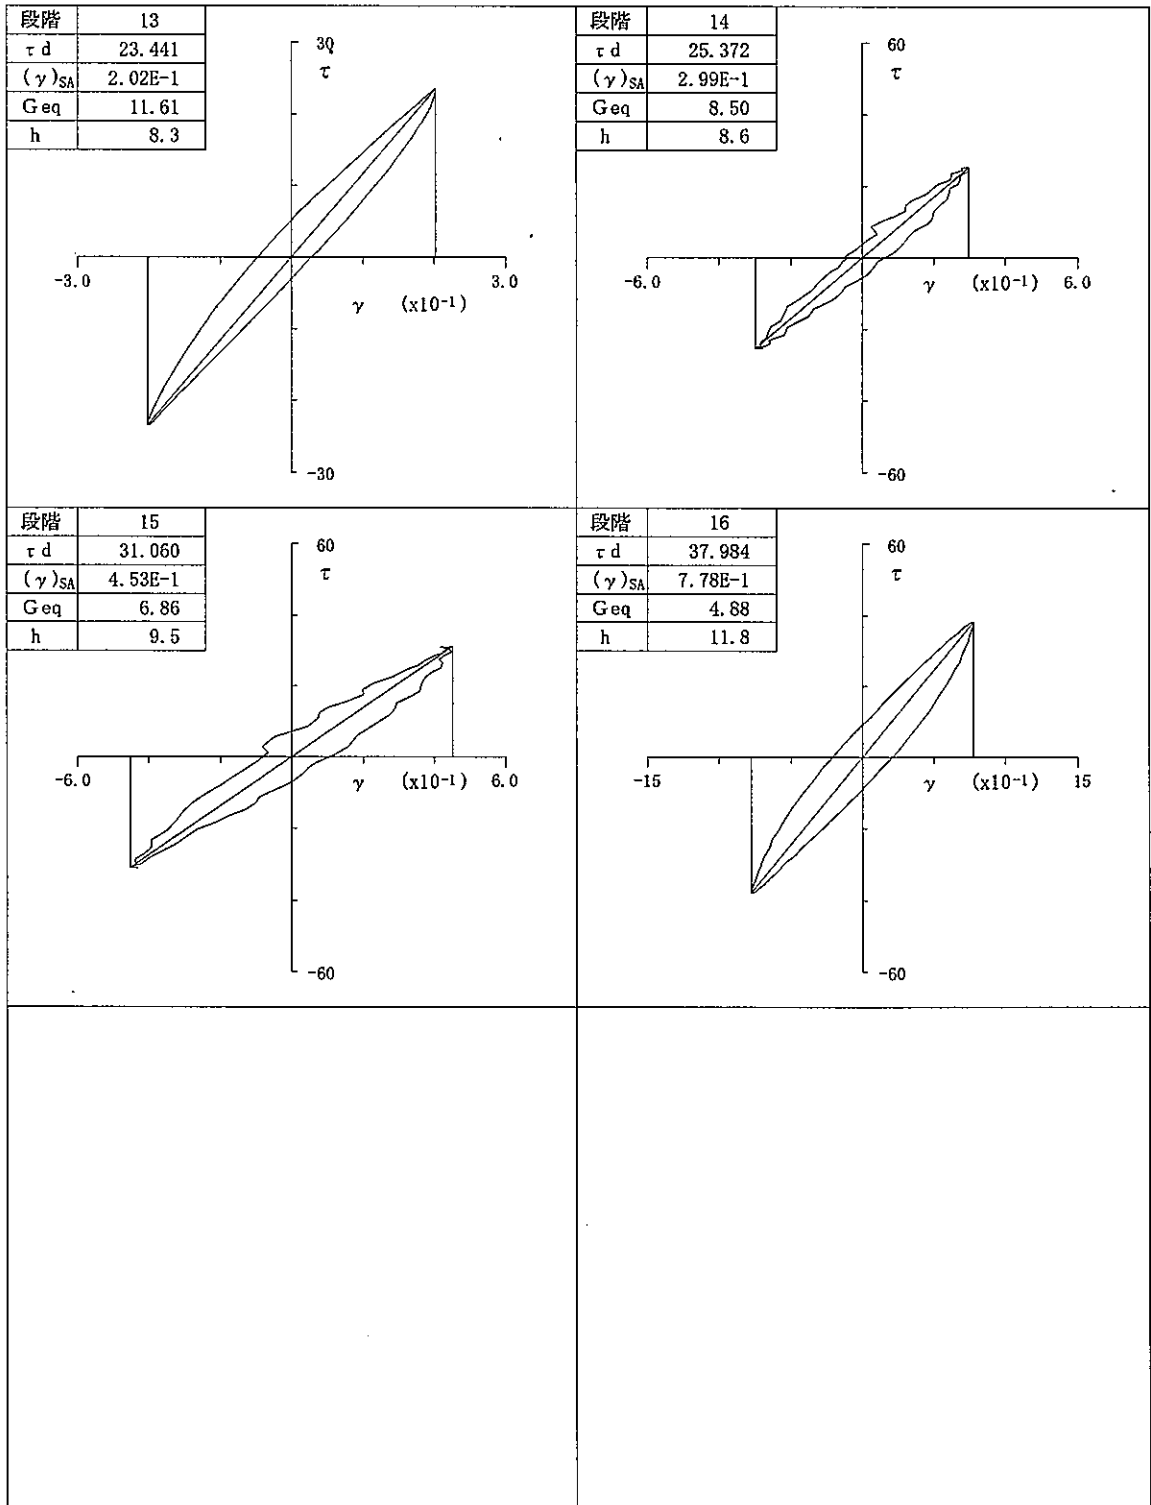 段階 13
τd 23.441
(γ)SA 2.02E-1
Geq 11.61
h 8.3
30
τ
-3.0
3.0
γ (x10-1)
-30
段階 14
τd 25.372
(γ)SA 2.99E-1
Geq 8.50
h 8.6
60
τ
-6.0
γ (x10-1) 6.0
-60
段階 15
τd 31.060
(γ)SA 4.53E-1
Geq 6.86
h 9.5
60
τ
-6.0
γ (x10-1) 6.0
-60
段階 16
τd 37.984
(γ)SA 7.78E-1
Geq 4.88
h 11.8
60
τ
-15
γ (x10-1) 15
-60